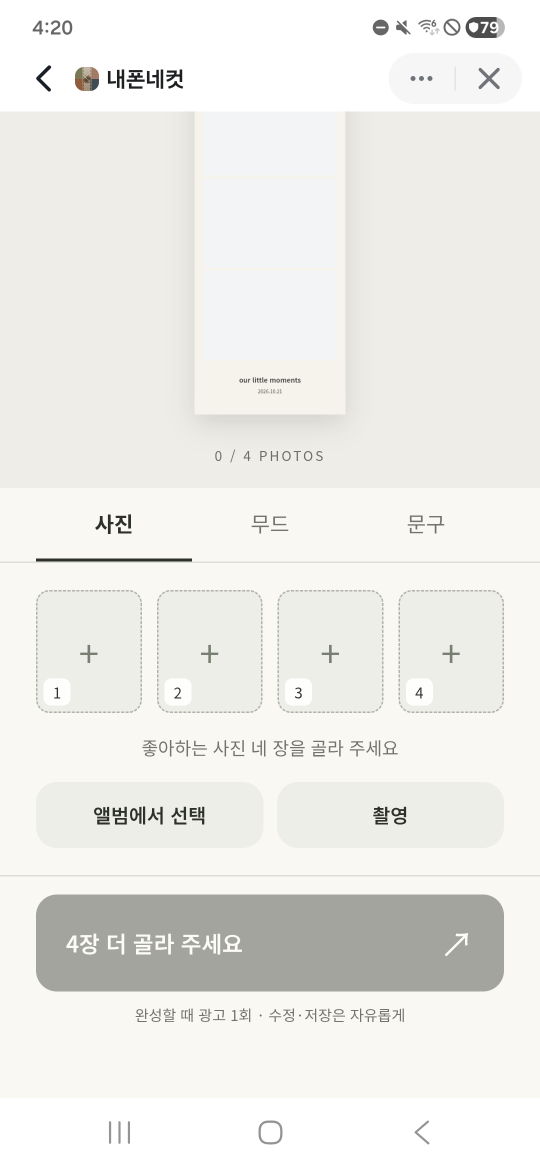 4:20
6
79
내폰네컷
our little moments
2026.10.21
0 / 4 PHOTOS
사진
무드
문구
1
2
3
4
좋아하는 사진 네 장을 골라 주세요
앨범에서 선택
촬영
4장 더 골라 주세요
완성할 때 광고 1회 · 수정·저장은 자유롭게